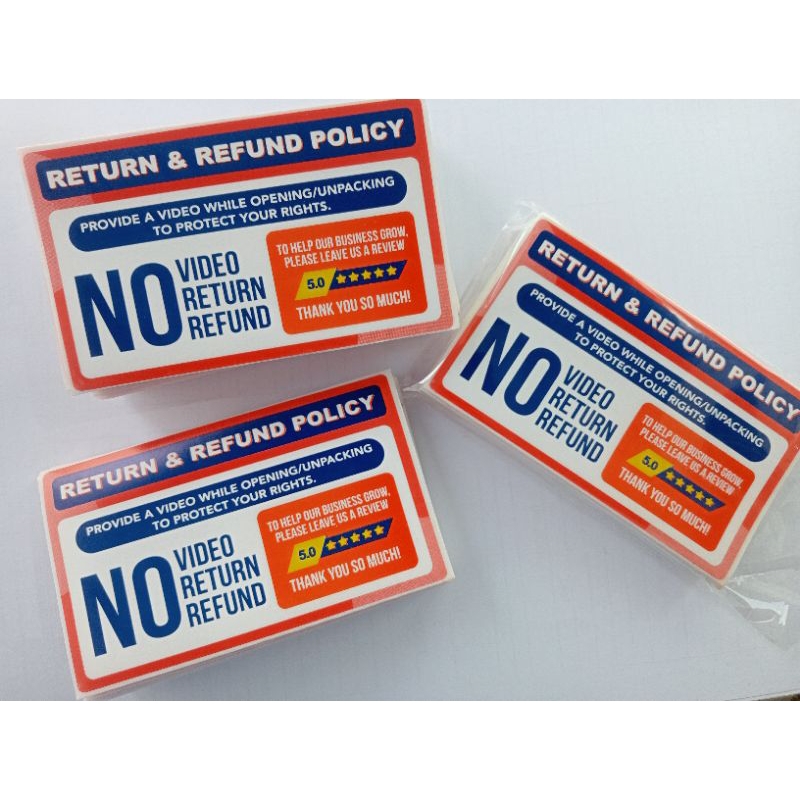 RETURN & REFUND POLICY
PROVIDE A VIDEO WHILE OPENING/UNPACKING
TO PROTECT YOUR RIGHTS.
NO
VIDEO
RETURN
REFUND
TO HELP OUR BUSINESS GROW,
PLEASE LEAVE US A REVIEW
5.0
THANK YOU SO MUCH!
RETURN & REFUND POLICY
PROVIDE A VIDEO WHILE OPENING/UNPACKING
TO PROTECT YOUR RIGHTS.
NO
VIDEO
RETURN
REFUND
TO HELP OUR BUSINESS GROW,
PLEASE LEAVE US A REVIEW
5.0
THANK YOU SO MUCH!
RETURN & REFUND POLICY
PROVIDE A VIDEO WHILE OPENING/UNPACKING
TO PROTECT YOUR RIGHTS.
NO
VIDEO
RETURN
REFUND
TO HELP OUR BUSINESS GROW,
PLEASE LEAVE US A REVIEW
5.0
THANK YOU SO MUCH!